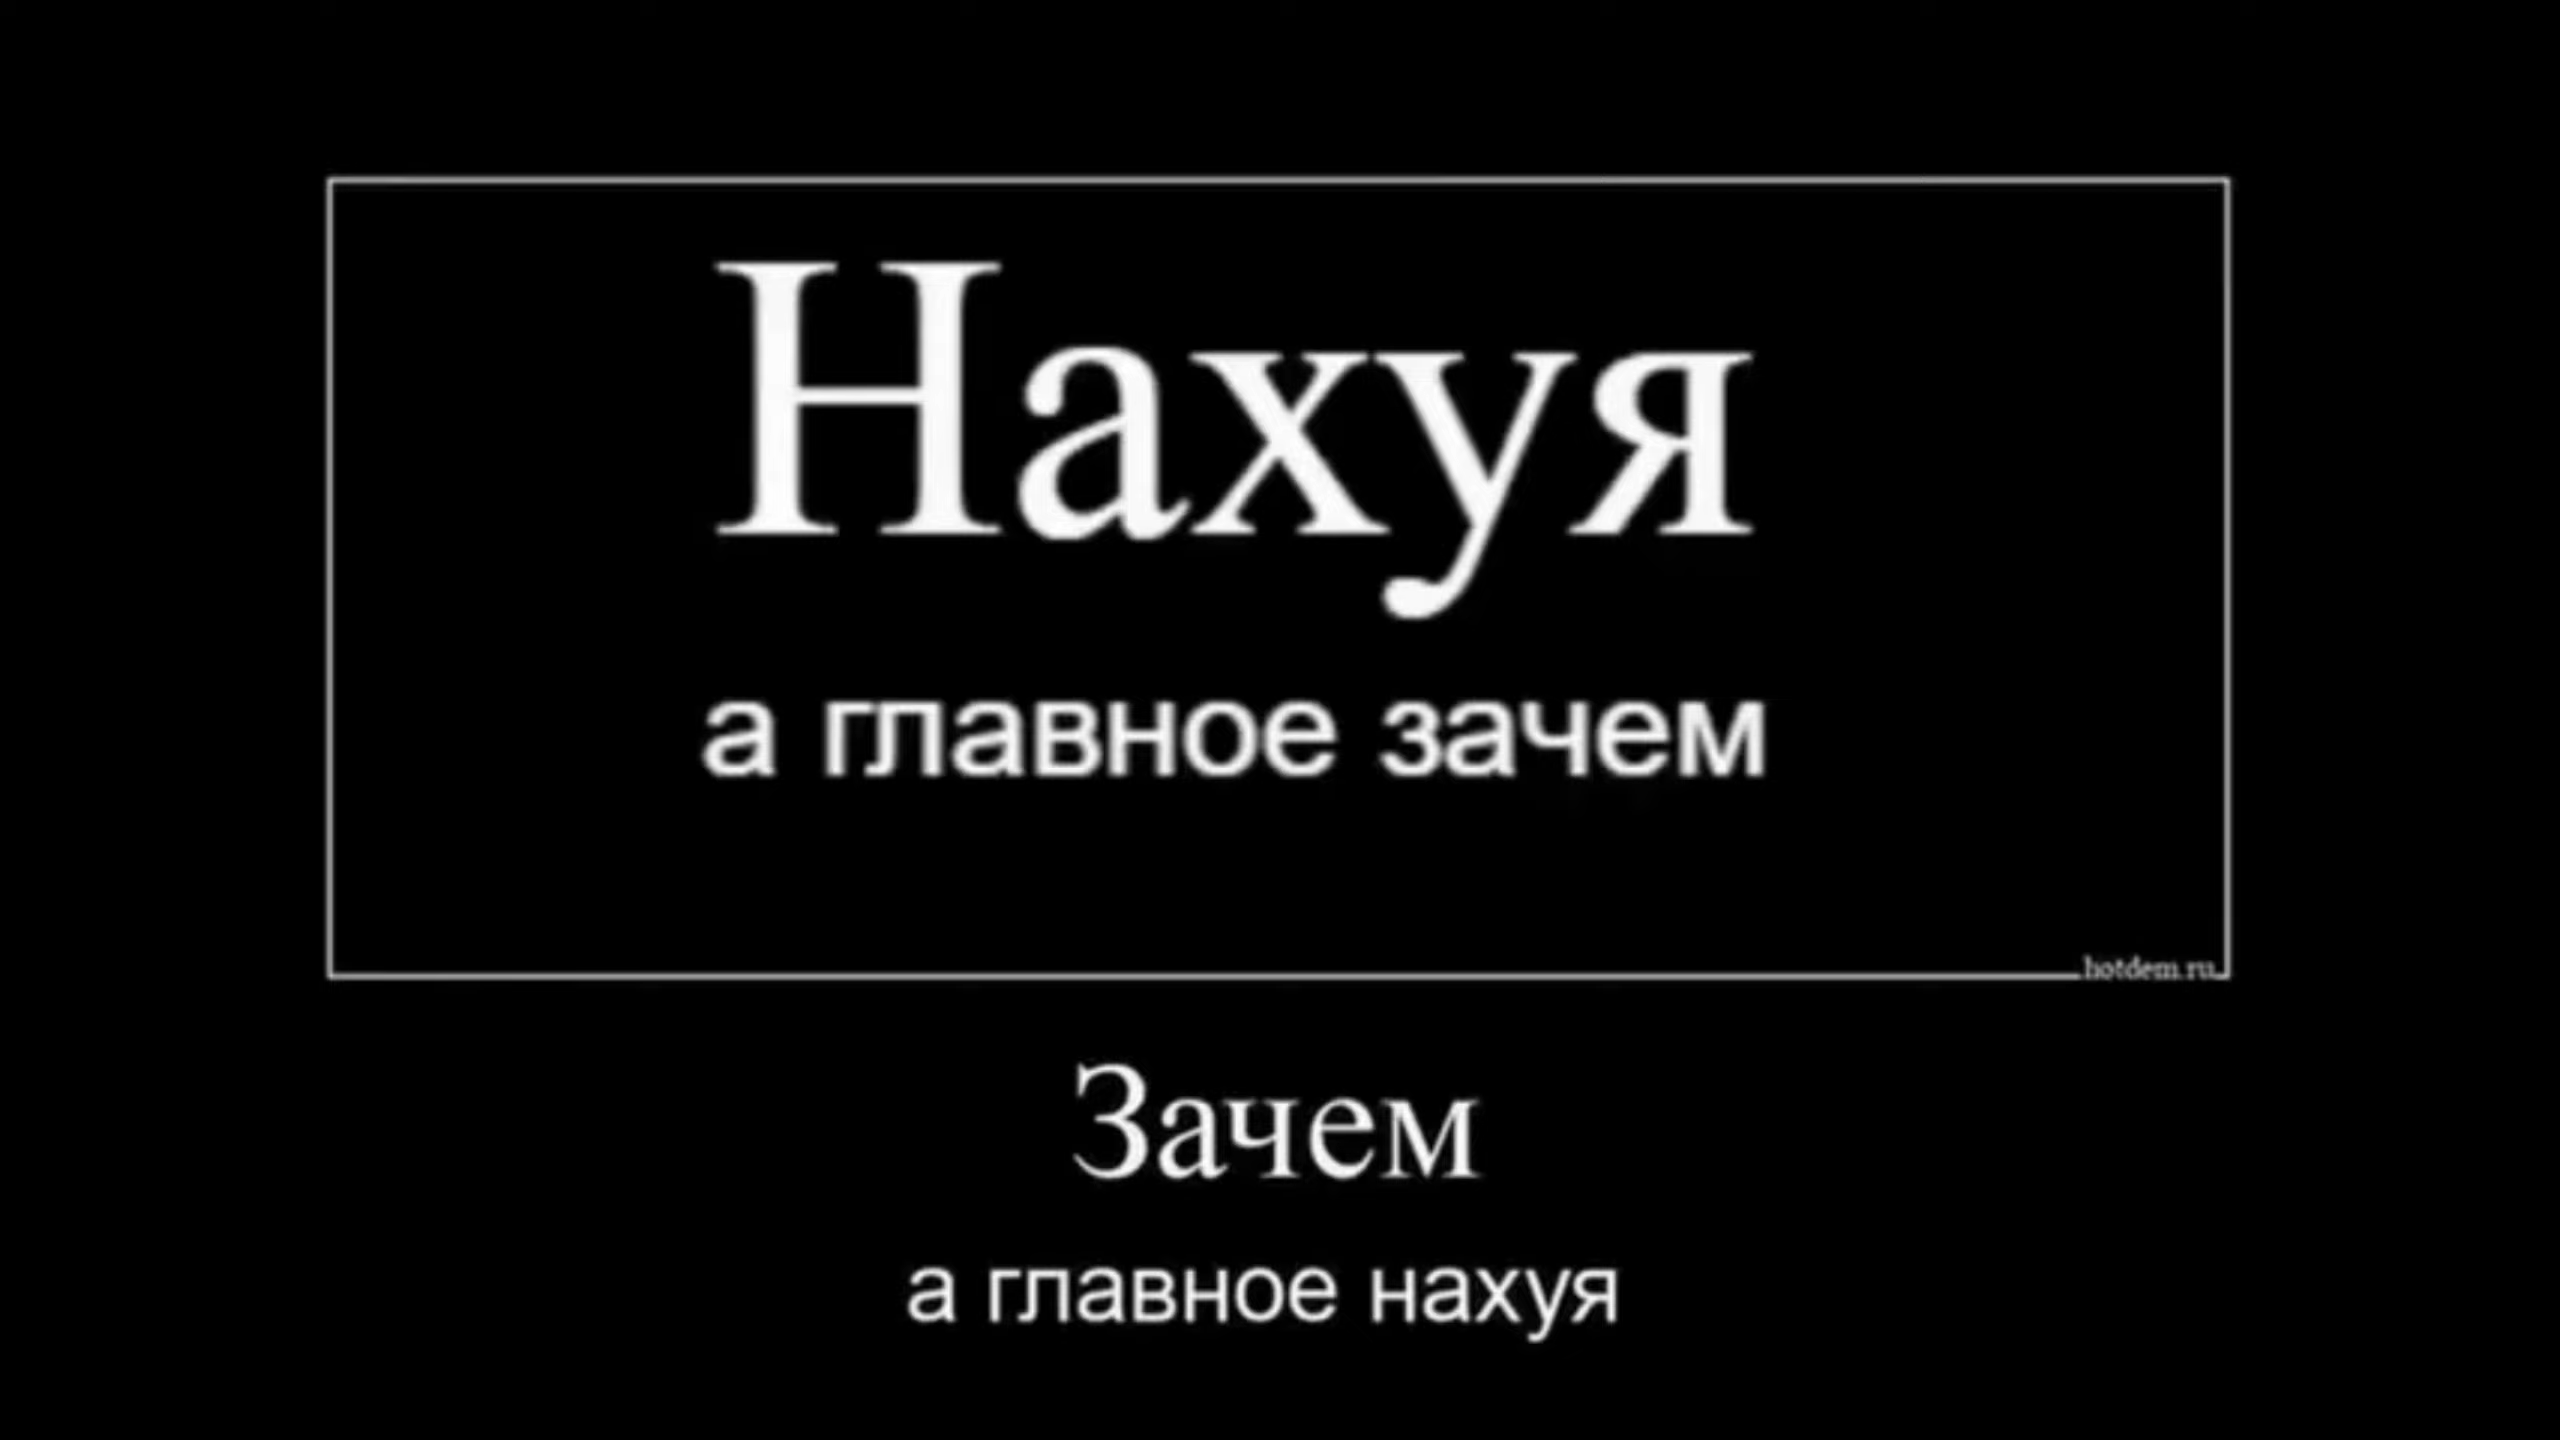 Нахуя
а главное зачем
hotdem.ru
Зачем
а главное нахуя